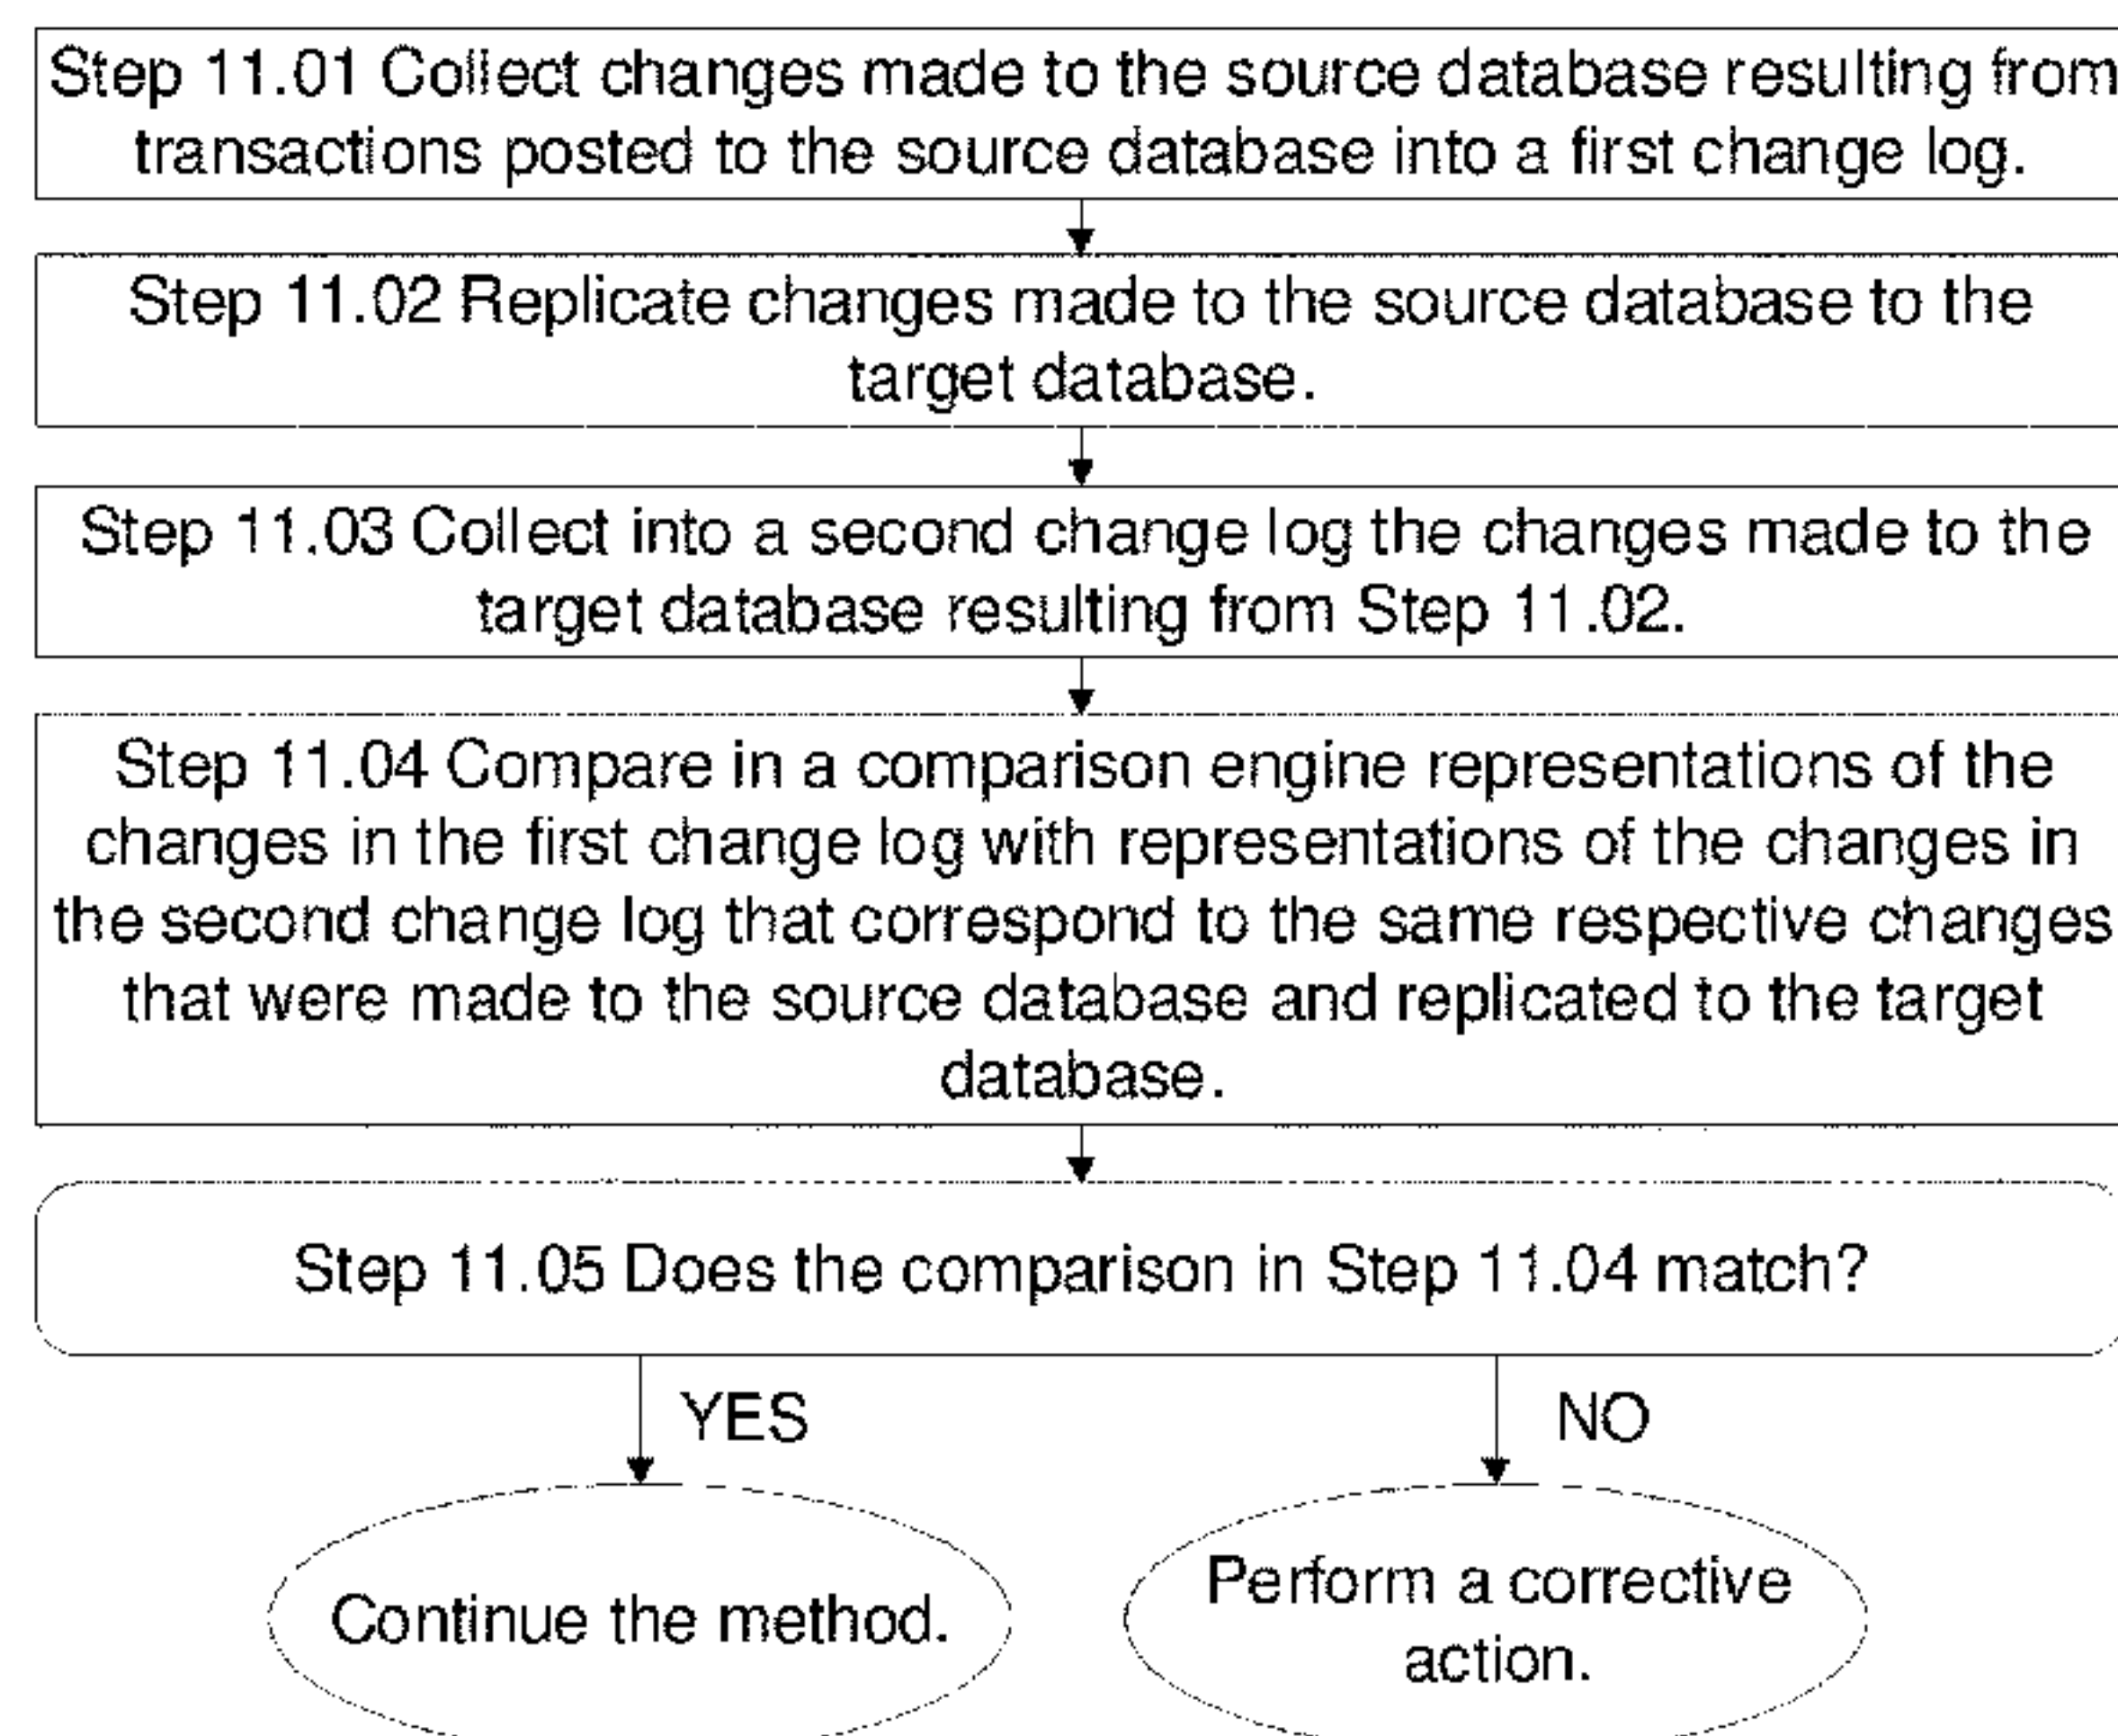 Step 11.01 Collect changes made to the source database resulting from
transactions posted to the source database into a first change log.
Step 11.02 Replicate changes made to the source database to the
target database.
Step 11.03 Collect into a second change log the changes made to the
target database resulting from Step 11.02.
Step 11.04 Compare in a comparison engine representations of the
changes in the first change log with representations of the changes in
the second change log that correspond to the same respective changes
that were made to the source database and replicated to the target
database.
Step 11.05 Does the comparison in Step 11.04 match?
YES
NO
Continue the method.
Perform a corrective
action.